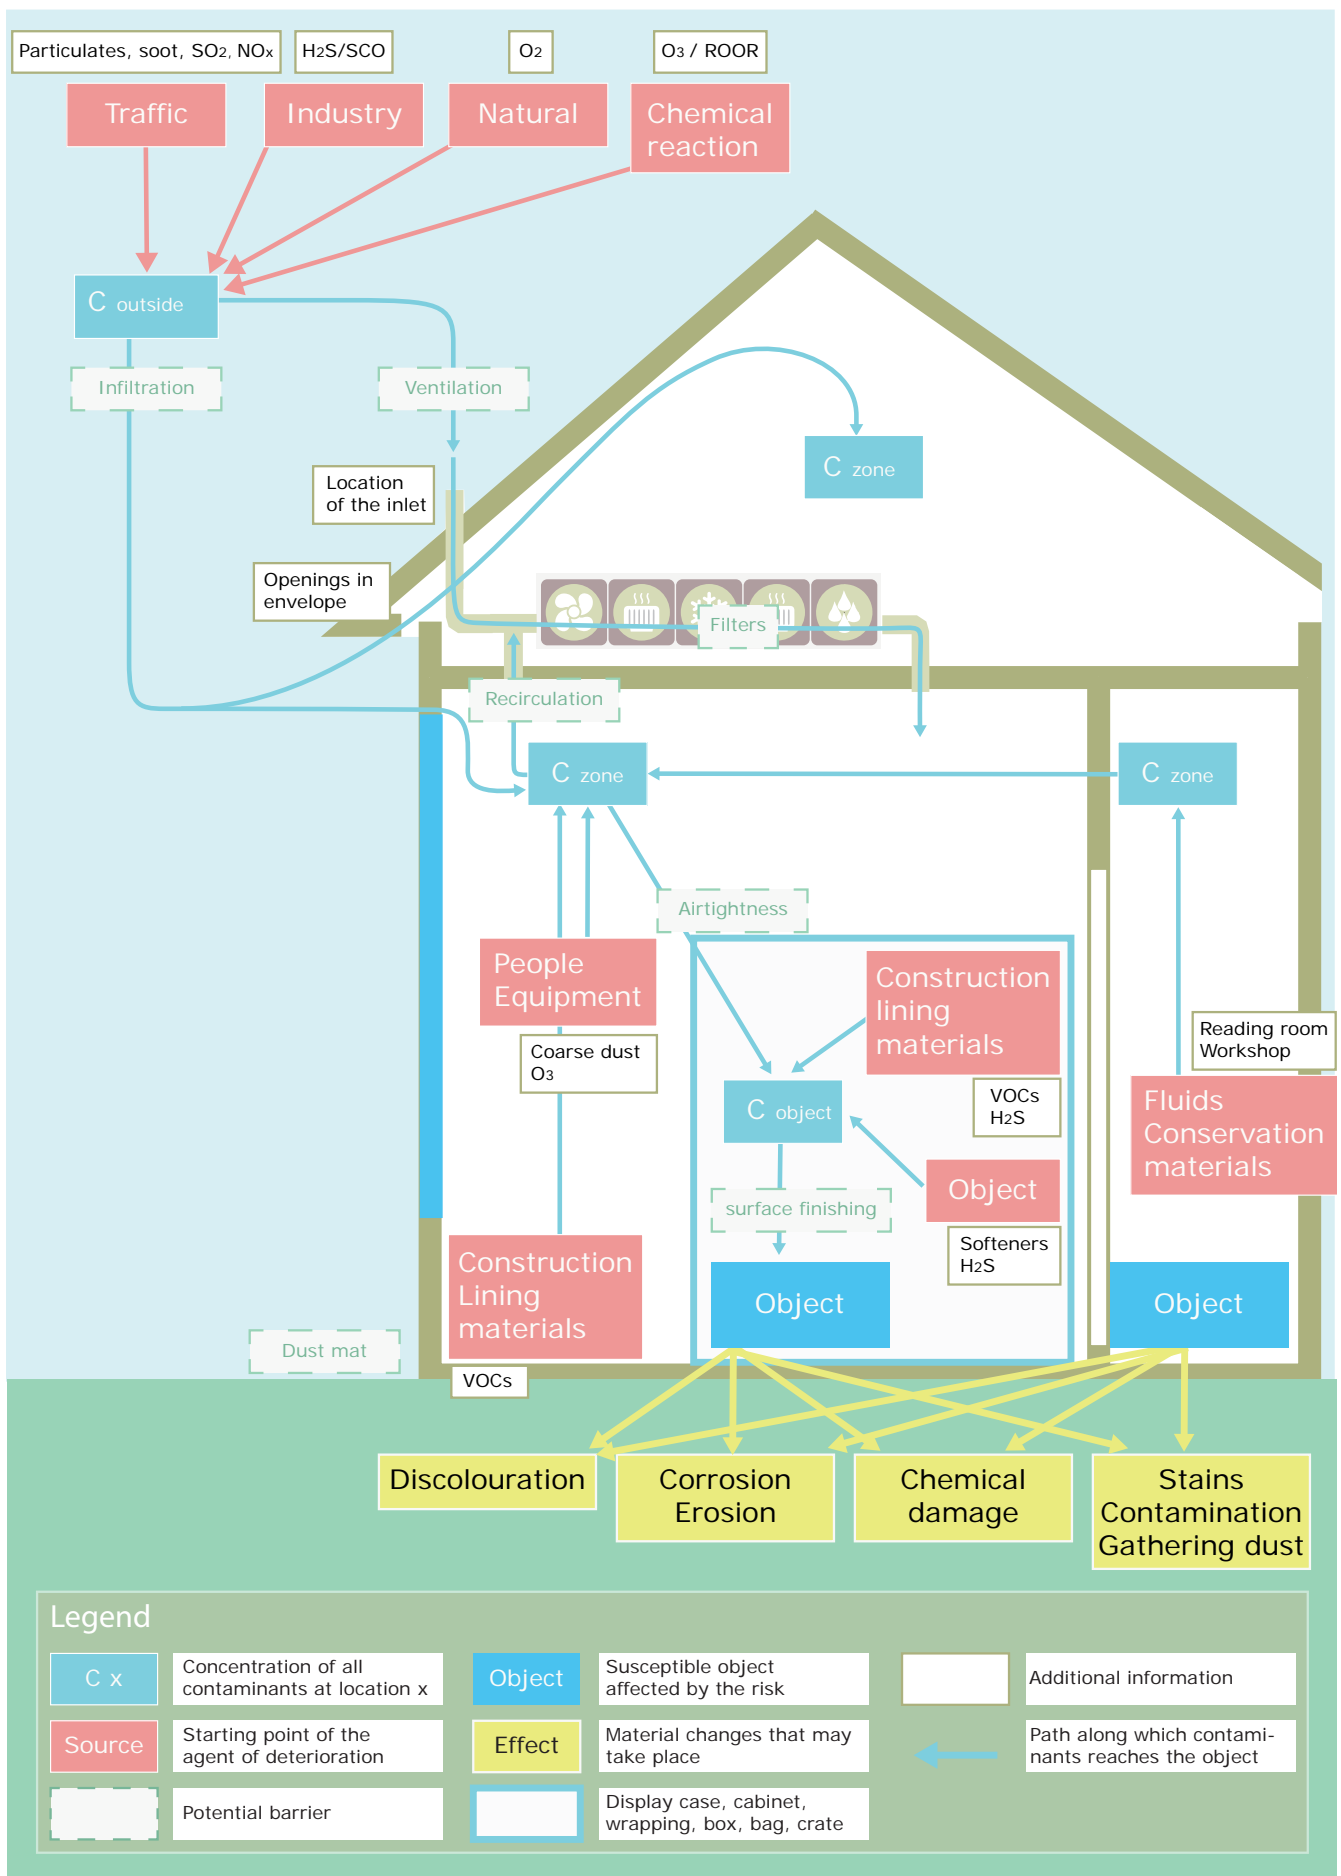 Particulates, soot, SO2, NOx
H2S/SCO
O2
O3 / ROOR
Traffic
Industry
Natural
Chemical
reaction
C outside
Infiltration
Ventilation
C zone
Location
of the inlet
Openings in
envelope
Filters
Recirculation
C zone
C zone
Airtightness
People
Equipment
Coarse dust
O3
Construction
lining
materials
VOCs
H2S
Reading room
Workshop
Fluids
Conservation
materials
C object
Object
surface finishing
Softeners
H2S
Construction
Lining
materials
Object
Object
Dust mat
VOCs
Discolouration
Corrosion
Erosion
Chemical
damage
Stains
Contamination
Gathering dust
Legend
C x
Concentration of all
contaminants at location x
Object
Susceptible object
affected by the risk
Additional information
Source
Starting point of the
agent of deterioration
Effect
Material changes that may
take place
Path along which contami-
nants reaches the object
Potential barrier
Display case, cabinet,
wrapping, box, bag, crate